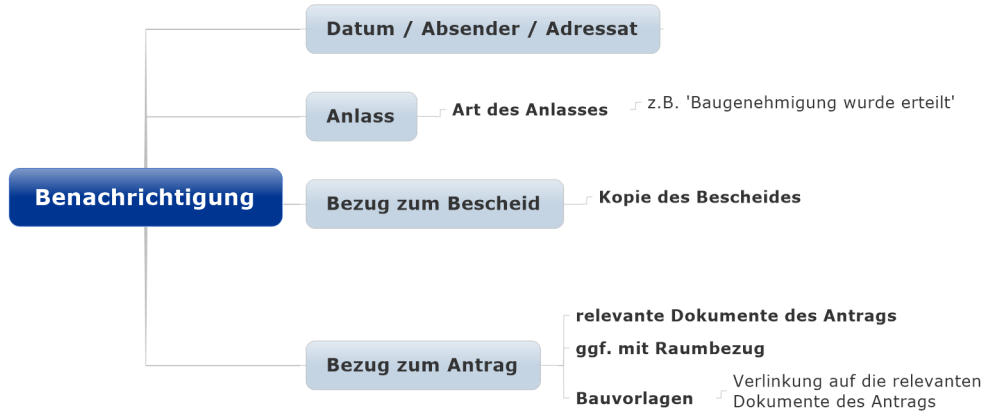 Benachrichtigung
Datum / Absender / Adressat
Anlass
Art des Anlasses
z.B. 'Baugenehmigung wurde erteilt'
Bezug zum Bescheid
Kopie des Bescheides
Bezug zum Antrag
relevante Dokumente des Antrags
ggf. mit Raumbezug
Bauvorlagen
Verlinkung auf die relevanten
Dokumente des Antrags